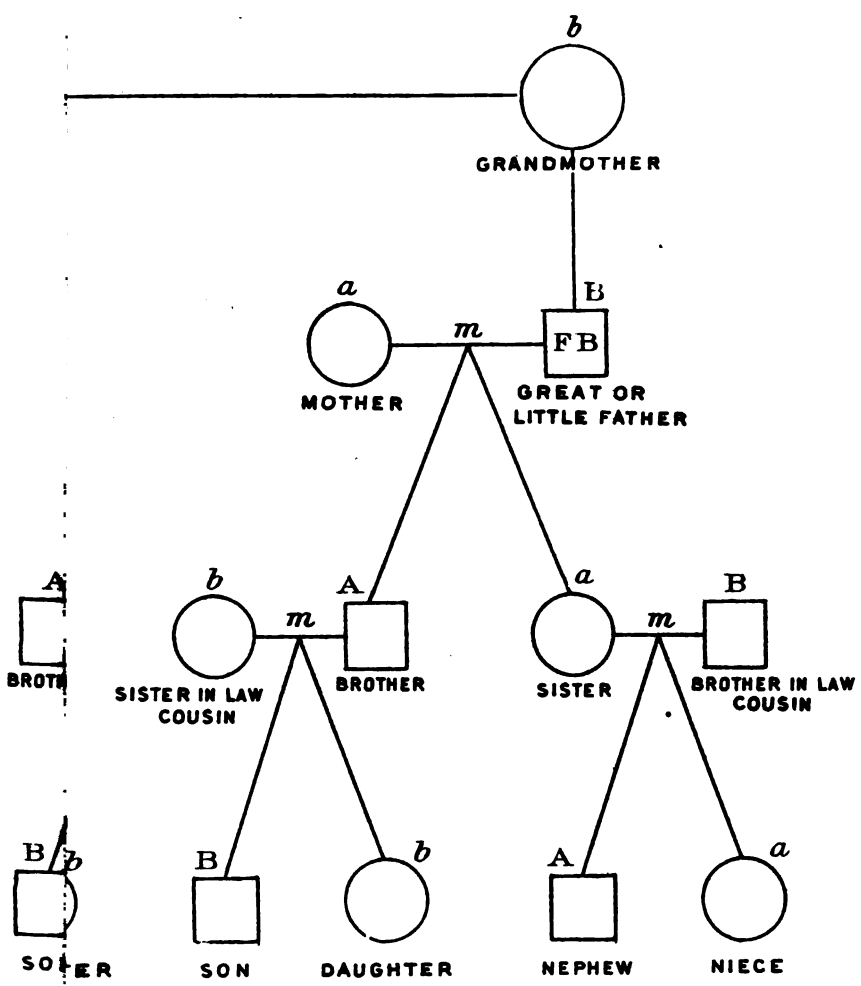 b
GRANDMOTHER
a
B
m
FB
MOTHER
GREAT OR
LITTLE FATHER
A
b
A
a
B
m
m
BROTH
SISTER IN LAW
COUSIN
BROTHER
SISTER
BROTHER IN LAW
COUSIN
B
b
B
b
A
a
SON
DAUGHTER
NEPHEW
NIECE